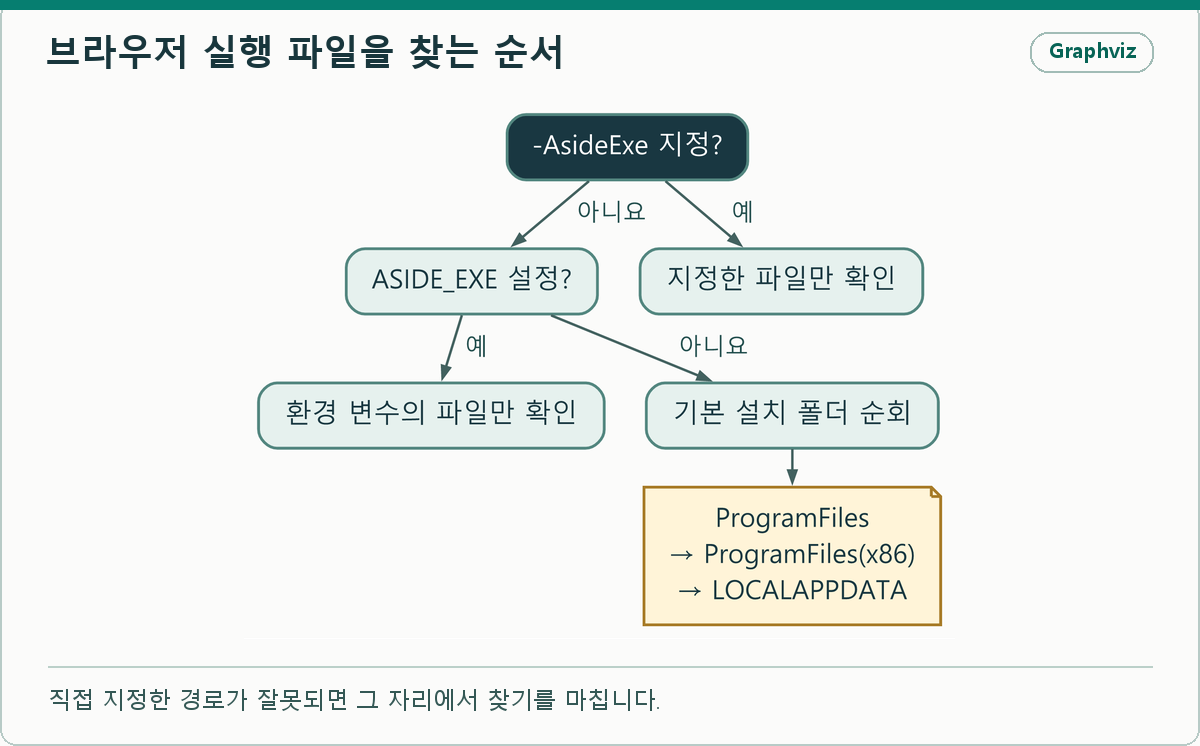 브라우저 실행 파일을 찾는 순서
Graphviz
-AsideExe 지정?
아니요
예
ASIDE_EXE 설정?
지정한 파일만 확인
예
아니요
환경 변수의 파일만 확인
기본 설치 폴더 순회
ProgramFiles
→ ProgramFiles(x86)
→ LOCALAPPDATA
직접 지정한 경로가 잘못되면 그 자리에서 찾기를 마칩니다.